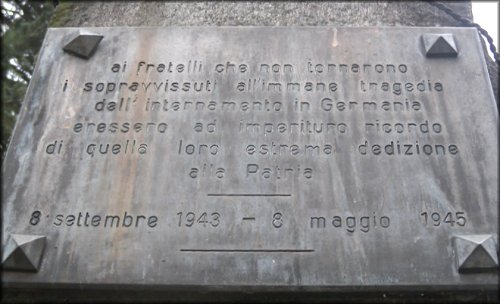 ai fratelli che non tornarono
i sopravvissuti all'immane tragedia
dell'internamento in Germania
eressero ad imperituro ricordo
di quella loro estrema dedizione
alla Patria
8 settembre 1943 - 8 maggio 1945